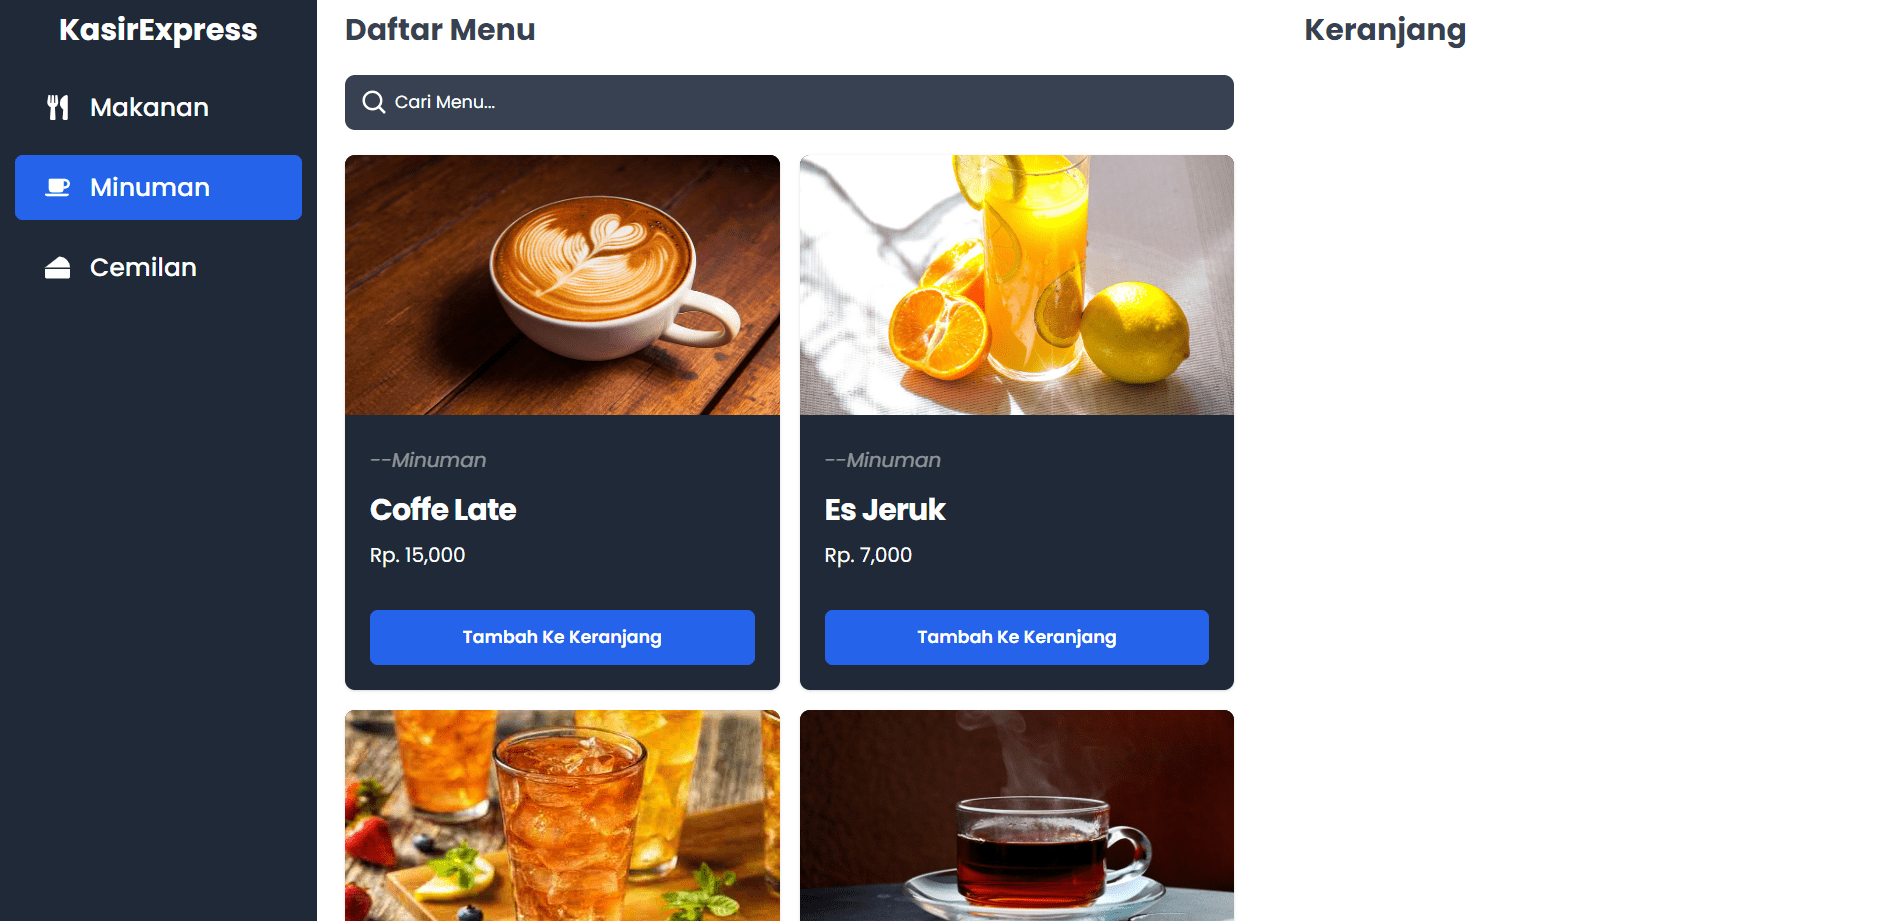 KasirExpress
Makanan
Minuman
Cemilan
Daftar Menu
Cari Menu...
--Minuman
Coffe Late
Rp. 15,000
Tambah Ke Keranjang
--Minuman
Es Jeruk
Rp. 7,000
Tambah Ke Keranjang
Keranjang